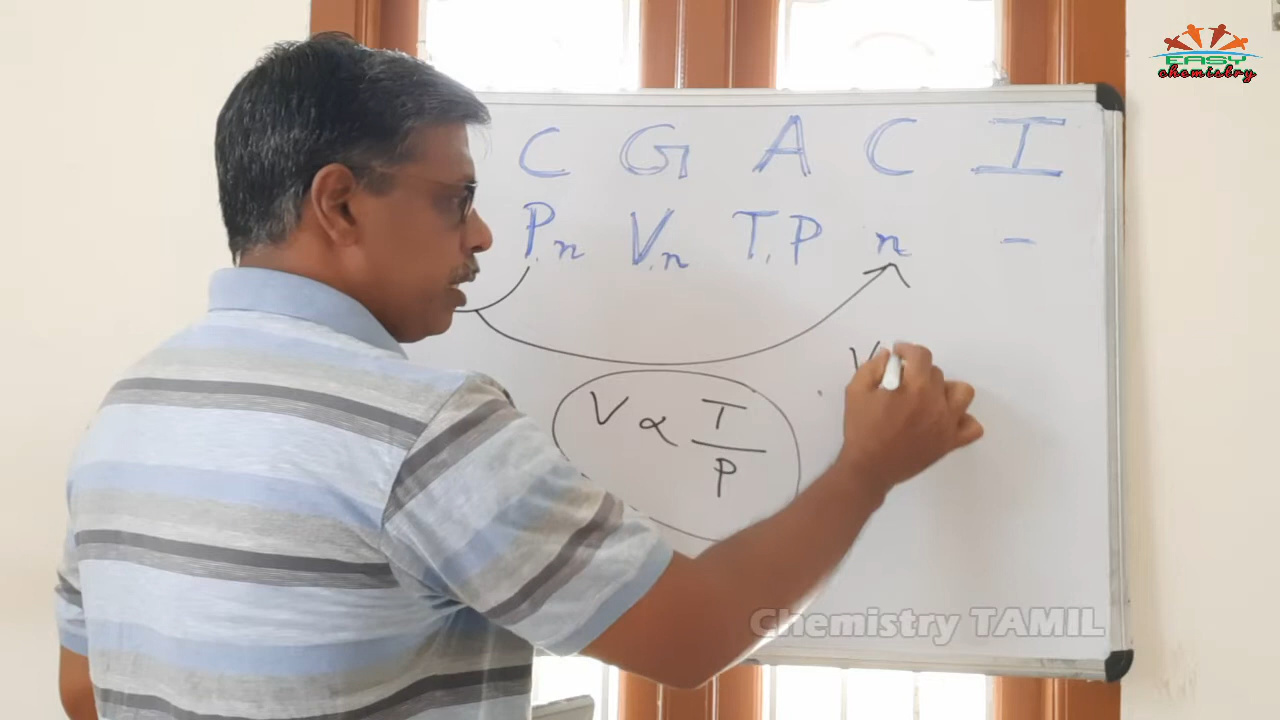 EASY
chemistry
C G A C I
P,n V,n T,P n -
V
V ∝ T/P
Chemistry TAMIL